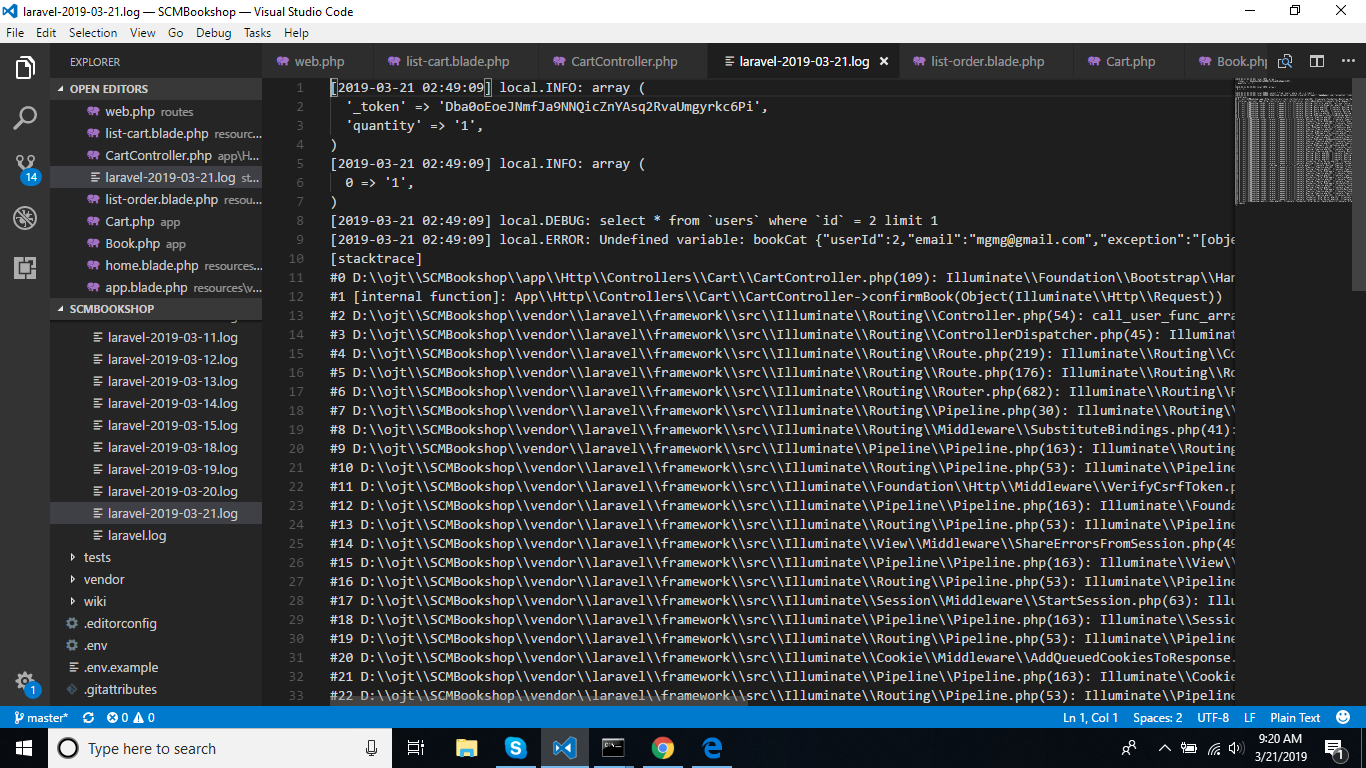 laravel-2019-03-21.log — SCMBookshop — Visual Studio Code
File Edit Selection View Go Debug Tasks Help
EXPLORER
web.php list-cart.blade.php CartController.php laravel-2019-03-21.log list-order.blade.php Cart.php Book.php
OPEN EDITORS
web.php routes
list-cart.blade.php resourc...
CartController.php app\H...
laravel-2019-03-21.log st...
list-order.blade.php resou...
Cart.php app
Book.php app
home.blade.php resources...
app.blade.php resources\v...
SCMBOOKSHOP
laravel-2019-03-11.log
laravel-2019-03-12.log
laravel-2019-03-13.log
laravel-2019-03-14.log
laravel-2019-03-15.log
laravel-2019-03-18.log
laravel-2019-03-19.log
laravel-2019-03-20.log
laravel-2019-03-21.log
laravel.log
tests
vendor
wiki
.editorconfig
.env
.env.example
.gitattributes
14
1
1 [2019-03-21 02:49:09] local.INFO: array (
2 '_token' => 'Dba0oEoeJNmfJa9NNQicZnYAsq2RvaUmgyrkc6Pi',
3 'quantity' => '1',
4 )
5 [2019-03-21 02:49:09] local.INFO: array (
6 0 => '1',
7 )
8 [2019-03-21 02:49:09] local.DEBUG: select * from `users` where `id` = 2 limit 1
9 [2019-03-21 02:49:09] local.ERROR: Undefined variable: bookCat {"userId":2,"email":"mgmg@gmail.com","exception":"[obje
10 [stacktrace]
11 #0 D:\\ojt\\SCMBookshop\\app\\Http\\Controllers\\Cart\\CartController.php(109): Illuminate\\Foundation\\Bootstrap\\Han
12 #1 [internal function]: App\\Http\\Controllers\\Cart\\CartController->confirmBook(Object(Illuminate\\Http\\Request))
13 #2 D:\\ojt\\SCMBookshop\\vendor\\laravel\\framework\\src\\Illuminate\\Routing\\Controller.php(54): call_user_func_arra
14 #3 D:\\ojt\\SCMBookshop\\vendor\\laravel\\framework\\src\\Illuminate\\Routing\\ControllerDispatcher.php(45): Illuminat
15 #4 D:\\ojt\\SCMBookshop\\vendor\\laravel\\framework\\src\\Illuminate\\Routing\\Route.php(219): Illuminate\\Routing\\Co
16 #5 D:\\ojt\\SCMBookshop\\vendor\\laravel\\framework\\src\\Illuminate\\Routing\\Route.php(176): Illuminate\\Routing\\Ro
17 #6 D:\\ojt\\SCMBookshop\\vendor\\laravel\\framework\\src\\Illuminate\\Routing\\Router.php(682): Illuminate\\Routing\\R
18 #7 D:\\ojt\\SCMBookshop\\vendor\\laravel\\framework\\src\\Illuminate\\Routing\\Pipeline.php(30): Illuminate\\Routing\\
19 #8 D:\\ojt\\SCMBookshop\\vendor\\laravel\\framework\\src\\Illuminate\\Routing\\Middleware\\SubstituteBindings.php(41):
20 #9 D:\\ojt\\SCMBookshop\\vendor\\laravel\\framework\\src\\Illuminate\\Pipeline\\Pipeline.php(163): Illuminate\\Routing
21 #10 D:\\ojt\\SCMBookshop\\vendor\\laravel\\framework\\src\\Illuminate\\Routing\\Pipeline.php(53): Illuminate\\Pipeline
22 #11 D:\\ojt\\SCMBookshop\\vendor\\laravel\\framework\\src\\Illuminate\\Foundation\\Http\\Middleware\\VerifyCsrfToken.p
23 #12 D:\\ojt\\SCMBookshop\\vendor\\laravel\\framework\\src\\Illuminate\\Pipeline\\Pipeline.php(163): Illuminate\\Founda
24 #13 D:\\ojt\\SCMBookshop\\vendor\\laravel\\framework\\src\\Illuminate\\Routing\\Pipeline.php(53): Illuminate\\Pipeline
25 #14 D:\\ojt\\SCMBookshop\\vendor\\laravel\\framework\\src\\Illuminate\\View\\Middleware\\ShareErrorsFromSession.php(49
26 #15 D:\\ojt\\SCMBookshop\\vendor\\laravel\\framework\\src\\Illuminate\\Pipeline\\Pipeline.php(163): Illuminate\\View\\
27 #16 D:\\ojt\\SCMBookshop\\vendor\\laravel\\framework\\src\\Illuminate\\Routing\\Pipeline.php(53): Illuminate\\Pipeline
28 #17 D:\\ojt\\SCMBookshop\\vendor\\laravel\\framework\\src\\Illuminate\\Session\\Middleware\\StartSession.php(63): Illu
29 #18 D:\\ojt\\SCMBookshop\\vendor\\laravel\\framework\\src\\Illuminate\\Pipeline\\Pipeline.php(163): Illuminate\\Sessio
30 #19 D:\\ojt\\SCMBookshop\\vendor\\laravel\\framework\\src\\Illuminate\\Routing\\Pipeline.php(53): Illuminate\\Pipeline
31 #20 D:\\ojt\\SCMBookshop\\vendor\\laravel\\framework\\src\\Illuminate\\Cookie\\Middleware\\AddQueuedCookiesToResponse.
32 #21 D:\\ojt\\SCMBookshop\\vendor\\laravel\\framework\\src\\Illuminate\\Pipeline\\Pipeline.php(163): Illuminate\\Cookie
33 #22 D:\\ojt\\SCMBookshop\\vendor\\laravel\\framework\\src\\Illuminate\\Routing\\Pipeline.php(53): Illuminate\\Pipeline
master* 0 0 Ln 1, Col 1 Spaces: 2 UTF-8 LF Plain Text
Type here to search
9:20 AM
3/21/2019
1